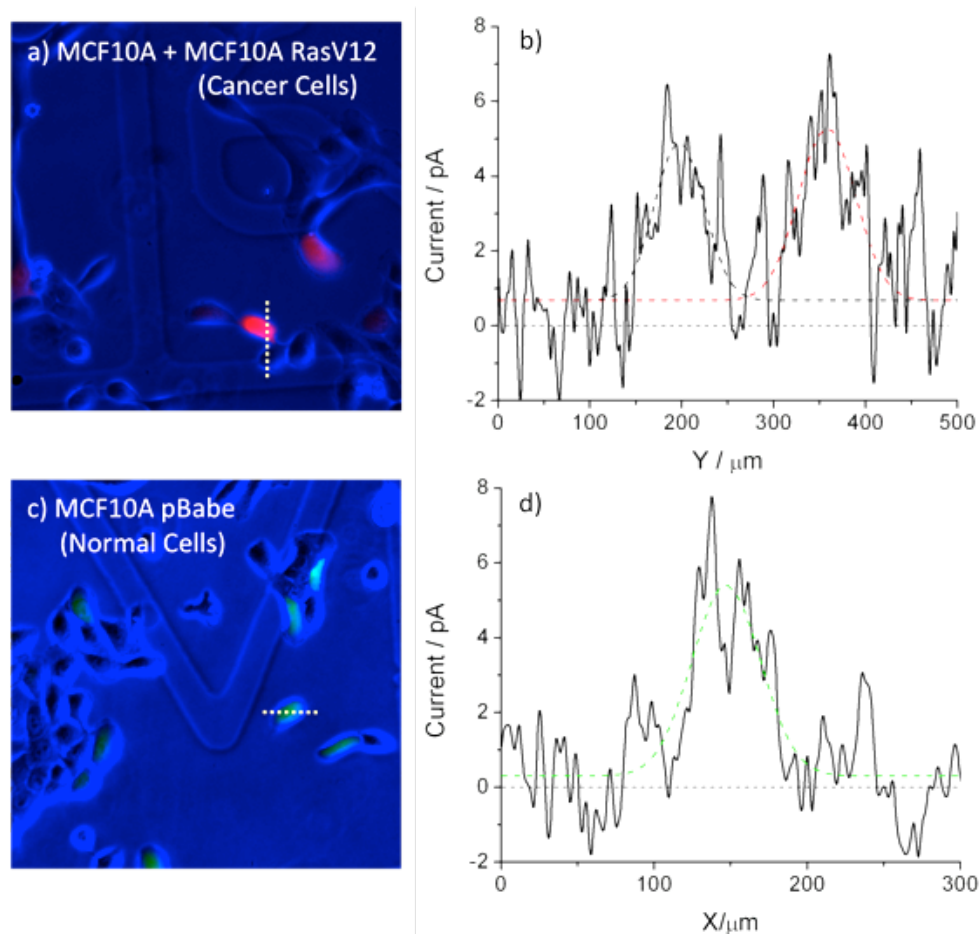 a) MCF10A + MCF10A RasV12
(Cancer Cells)
b)
8
6
4
2
0
-2
Current / pA
0 100 200 310 400 500
Y / μm
c) MCF10A pBabe
(Normal Cells)
d)
8
6
4
2
0
-2
Current / pA
0 100 200 300
X/μm